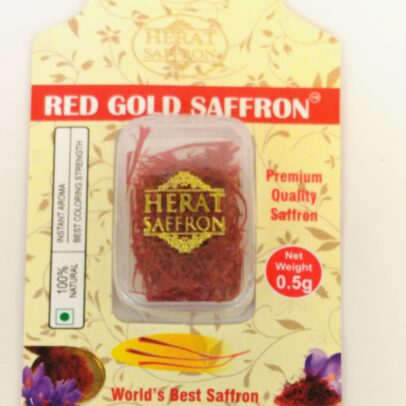 HERAT
SAFFRON
RED GOLD SAFFRON™
INSTANT AROMA
BEST COLORING STRENGTH
100%
NATURAL
HERAT
SAFFRON
Premium
Quality
Saffron
Net
Weight
0.5g
World's Best Saffron